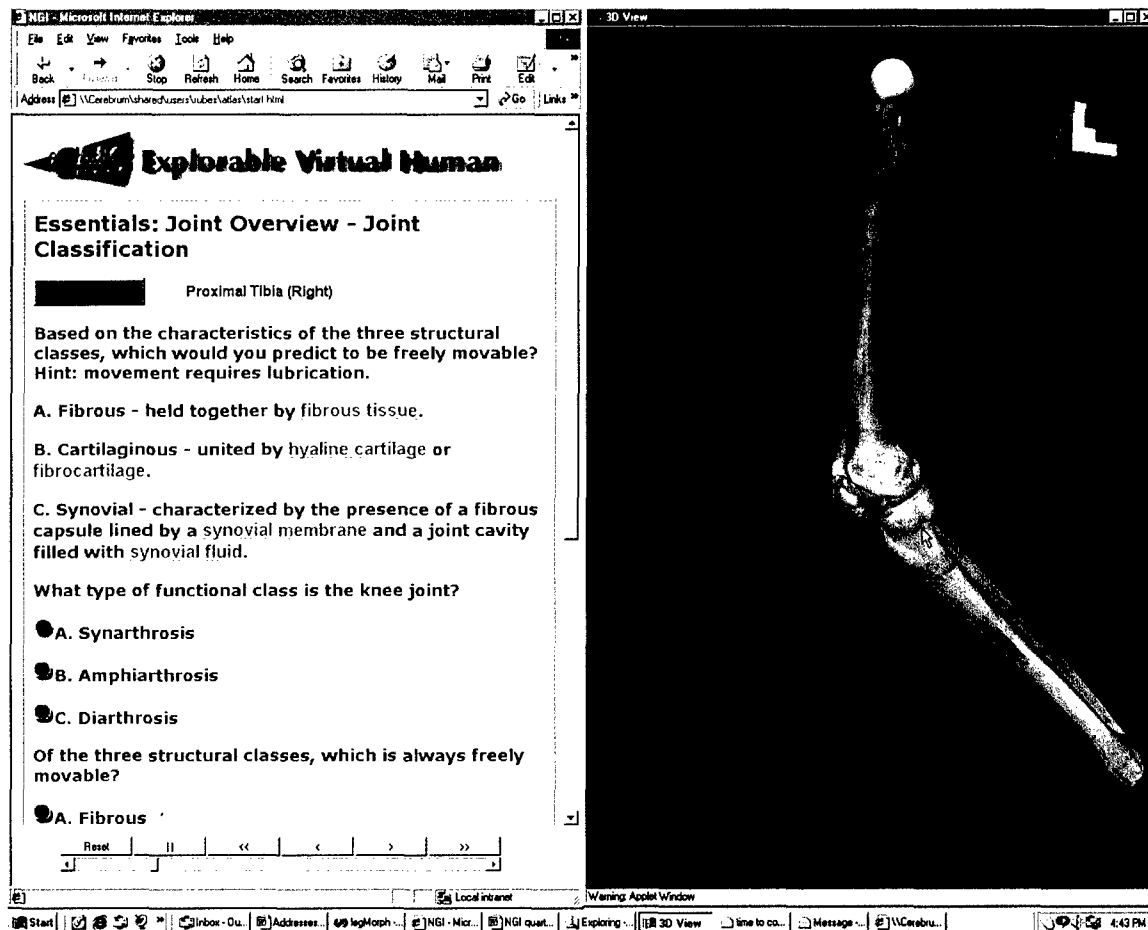 NGI - Microsoft Internet Explorer
File Edit View Favorites Tools Help
Back Stop Refresh Home Search Favorites History Mail Print Edit »
Address \\Cerebrum\shared\users\rubex\atlas\start.html Go Links »
Explorable Virtual Human
Essentials: Joint Overview - Joint
Classification
Proximal Tibia (Right)
Based on the characteristics of the three structural
classes, which would you predict to be freely movable?
Hint: movement requires lubrication.
A. Fibrous - held together by fibrous tissue.
B. Cartilaginous - united by hyaline cartilage or
fibrocartilage.
C. Synovial - characterized by the presence of a fibrous
capsule lined by a synovial membrane and a joint cavity
filled with synovial fluid.
What type of functional class is the knee joint?
A. Synarthrosis
B. Amphiarthrosis
C. Diarthrosis
Of the three structural classes, which is always freely
movable?
A. Fibrous
Reset || << < > >>
Local intranet
3D View
Warning: Applet Window
Start » Inbox - Ou... Addresses... legMorph -... NGI - Micr... NGI quart... Exploring -... 3D View time to co... Message -... \\Cerebru... 4:43 PM